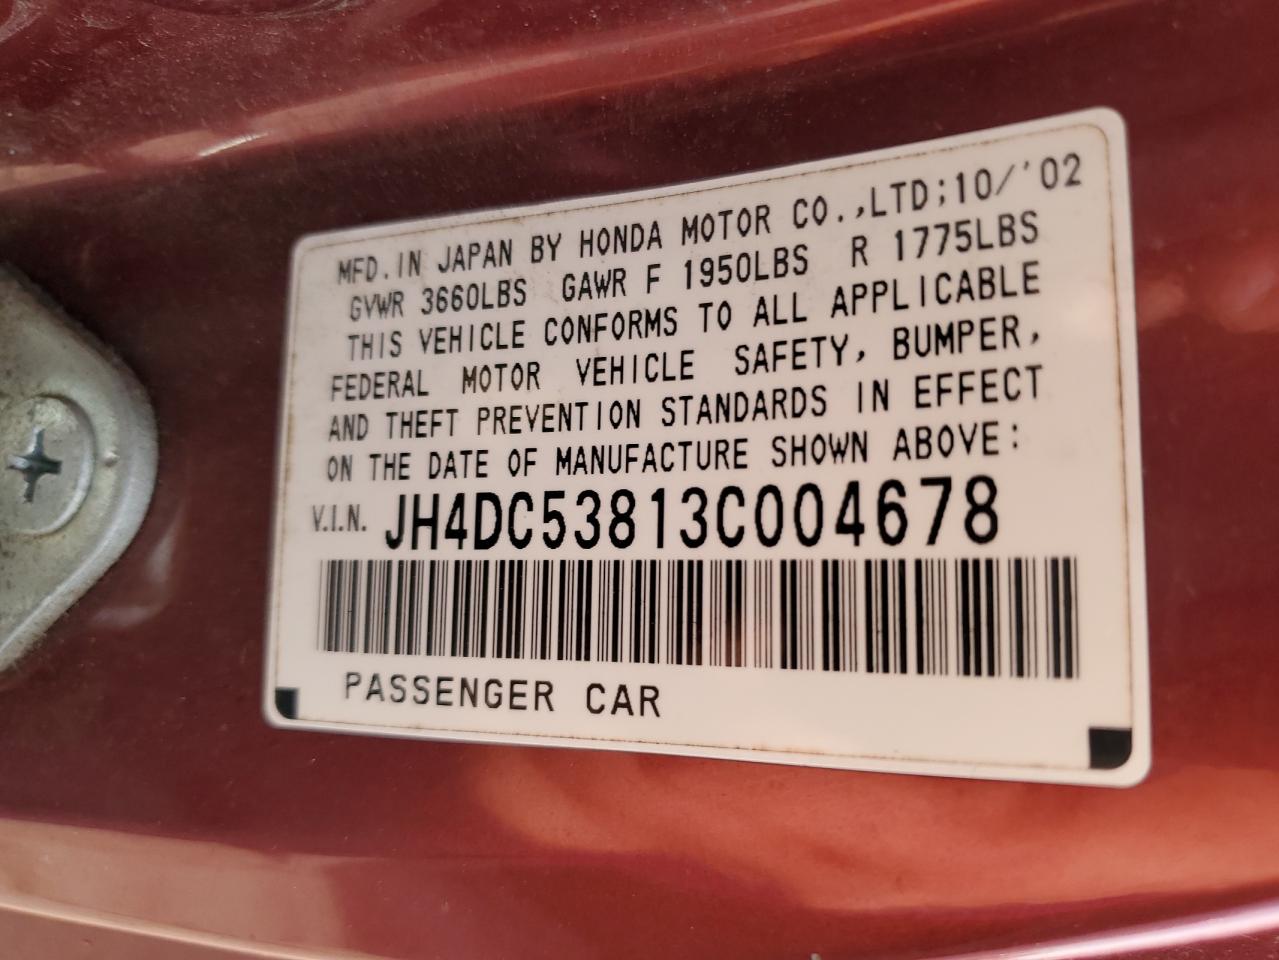 MFD. IN JAPAN BY HONDA MOTOR CO.,LTD;10/'02
GVWR 3660LBS GAWR F 1950LBS R 1775LBS
THIS VEHICLE CONFORMS TO ALL APPLICABLE
FEDERAL MOTOR VEHICLE SAFETY, BUMPER,
AND THEFT PREVENTION STANDARDS IN EFFECT
ON THE DATE OF MANUFACTURE SHOWN ABOVE:
V.I.N. JH4DC53813C004678
PASSENGER CAR